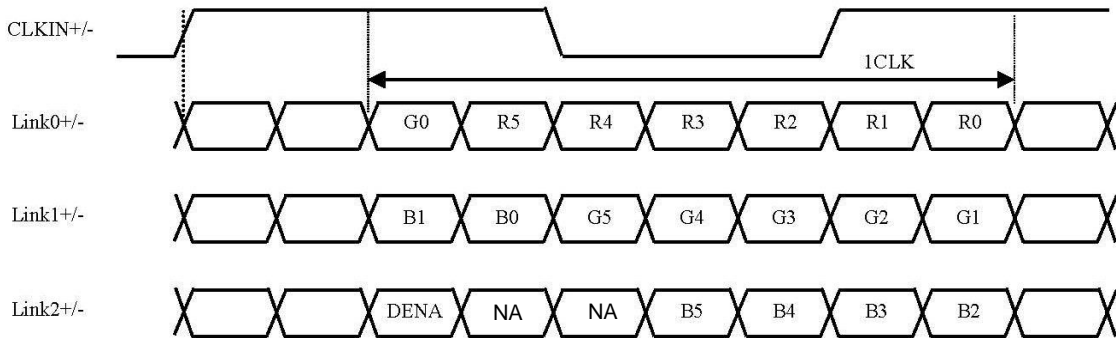 CLKIN+/-
1CLK
Link0+/- G0 R5 R4 R3 R2 R1 R0
Link1+/- B1 B0 G5 G4 G3 G2 G1
Link2+/- DENA NA NA B5 B4 B3 B2